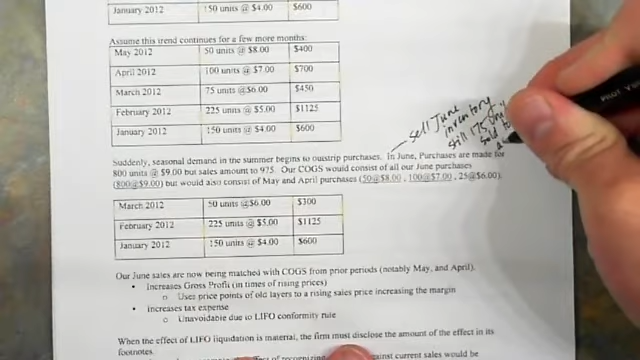 January 2012 150 units @ $4.00 $600
Assume this trend continues for a few more months:
May 2012 50 units @ $8.00 $400
April 2012 100 units @ $7.00 $700
March 2012 75 units @$6.00 $450
February 2012 225 units @ $5.00 $1125
January 2012 150 units @ $4.00 $600
sell June
inventory
still 175 units
sold
Suddenly, seasonal demand in the summer begins to oustrip purchases. In June, Purchases are made for
800 units @ $9.00 but sales amount to 975. Our COGS would consist of all our June purchases
(800@$9.00) but would also consist of May and April purchases (50@$8.00 , 100@$7.00 , 25@$6.00).
March 2012 50 units @$6.00 $300
February 2012 225 units @ $5.00 $1125
January 2012 150 units @ $4.00 $600
Our June sales are now being matched with COGS from prior periods (notably May, and April).
• Increases Gross Profit (in times of rising prices)
o Uses price points of old layers to a rising sales price increasing the margin
• Increases tax expense
o Unavoidable due to LIFO conformity rule
When the effect of LIFO liquidation is material, the firm must disclose the amount of the effect in its
footnotes.
against current sales would be